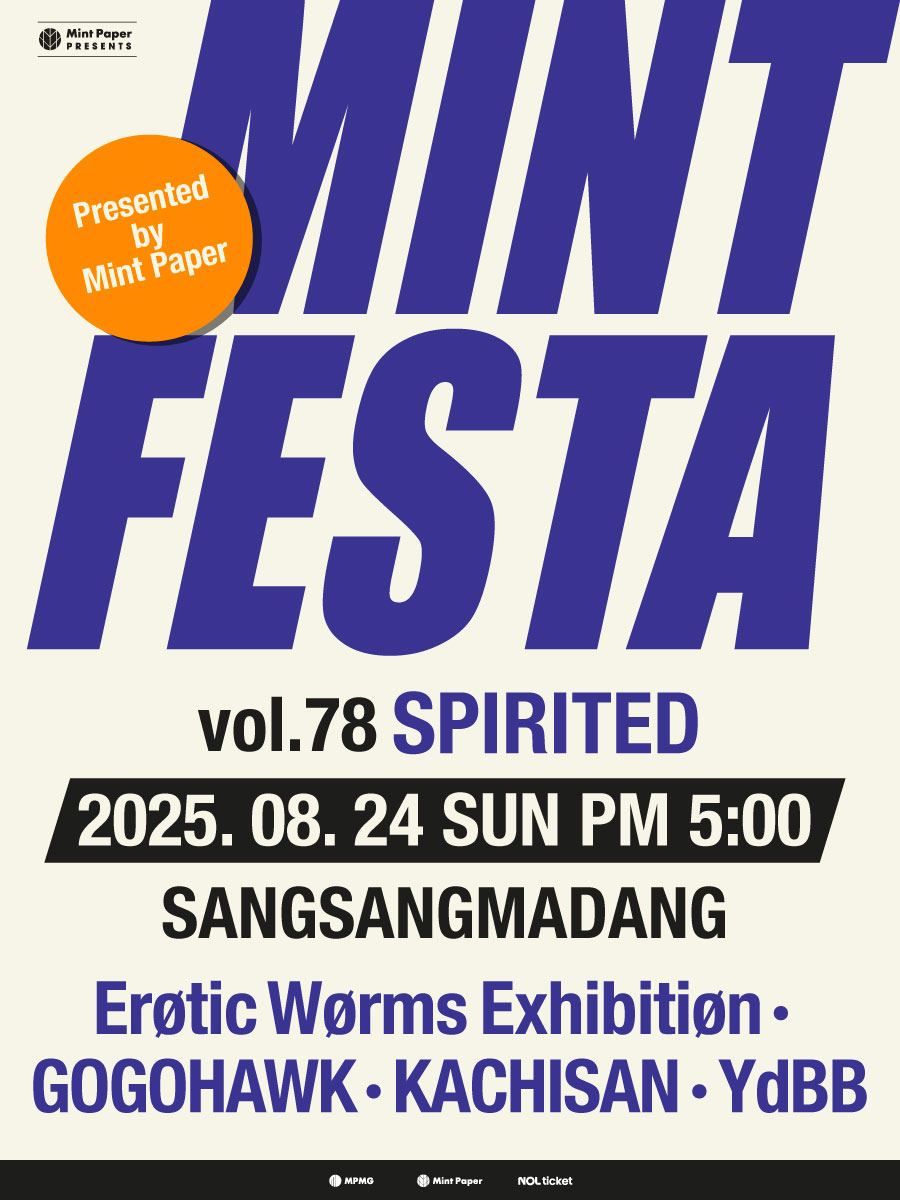 Mint Paper
PRESENTS
MINT
Presented
by
Mint Paper
FESTA
vol.78 SPIRITED
2025. 08. 24 SUN PM 5:00
SANGSANGMADANG
Erøtic Wørms Exhibitiøn •
GOGOHAWK • KACHISAN • YdBB
MPMG Mint Paper NOL ticket